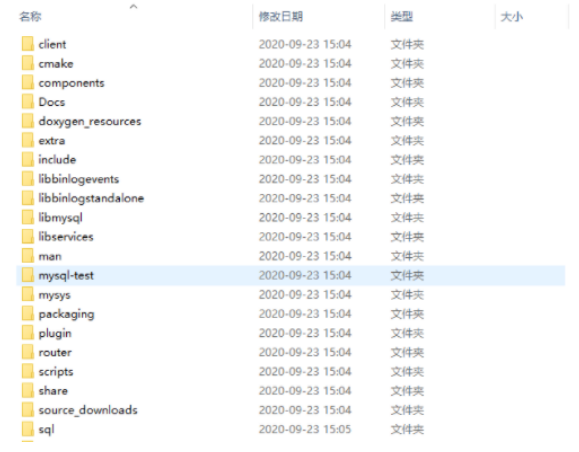 名称 修改日期 类型 大小
client 2020-09-23 15:04 文件夹
cmake 2020-09-23 15:04 文件夹
components 2020-09-23 15:04 文件夹
Docs 2020-09-23 15:04 文件夹
doxygen_resources 2020-09-23 15:04 文件夹
extra 2020-09-23 15:04 文件夹
include 2020-09-23 15:04 文件夹
libbinlogevents 2020-09-23 15:04 文件夹
libbinlogstandalone 2020-09-23 15:04 文件夹
libmysql 2020-09-23 15:04 文件夹
libservices 2020-09-23 15:04 文件夹
man 2020-09-23 15:04 文件夹
mysql-test 2020-09-23 15:04 文件夹
mysys 2020-09-23 15:04 文件夹
packaging 2020-09-23 15:04 文件夹
plugin 2020-09-23 15:04 文件夹
router 2020-09-23 15:04 文件夹
scripts 2020-09-23 15:04 文件夹
share 2020-09-23 15:04 文件夹
source_downloads 2020-09-23 15:04 文件夹
sql 2020-09-23 15:05 文件夹